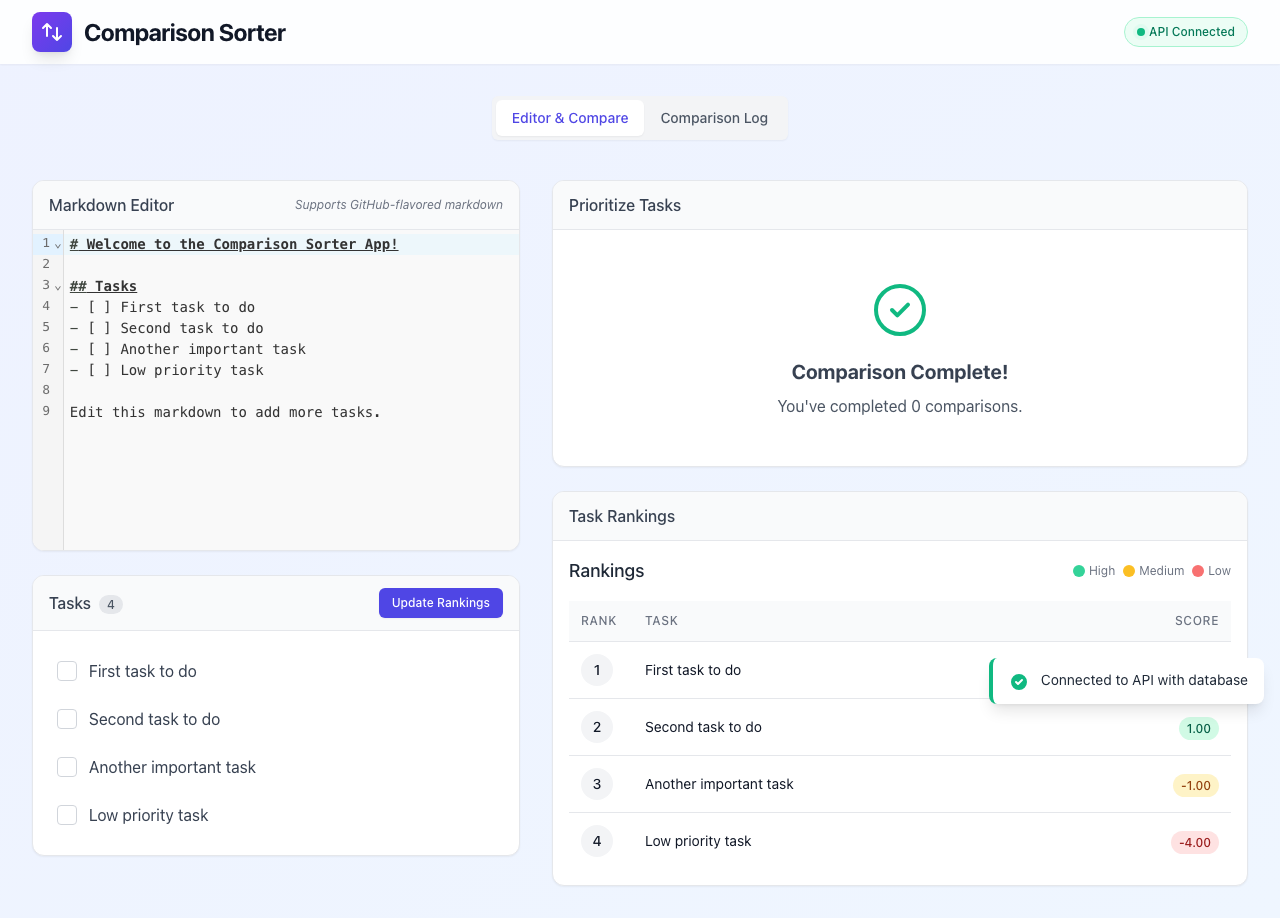 Comparison Sorter
API Connected
Editor & Compare
Comparison Log
Markdown Editor
Supports GitHub-flavored markdown
1 # Welcome to the Comparison Sorter App!
2
3 ## Tasks
4 - [ ] First task to do
5 - [ ] Second task to do
6 - [ ] Another important task
7 - [ ] Low priority task
8
9 Edit this markdown to add more tasks.
Tasks 4
Update Rankings
First task to do
Second task to do
Another important task
Low priority task
Prioritize Tasks
Comparison Complete!
You've completed 0 comparisons.
Task Rankings
Rankings
High Medium Low
RANK TASK SCORE
1 First task to do
Connected to API with database
2 Second task to do 1.00
3 Another important task -1.00
4 Low priority task -4.00